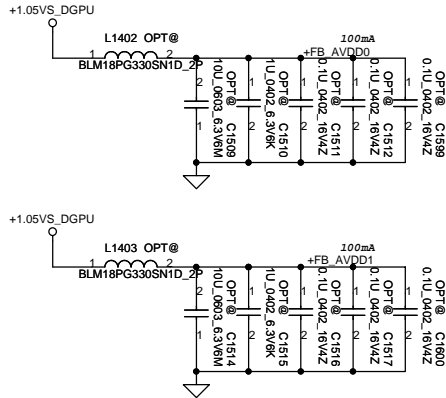 +1.05VS_DGPU
L1402 OPT@
1 2
BLM18PG330SN1D_2P
100mA
+FB_AVDD0
2 1 10U_0603_6.3V6M OPT@ C1509
1 2 1U_0402_6.3V6K OPT@ C1510
1 2 0.1U_0402_16V4Z OPT@ C1511
1 2 0.1U_0402_16V4Z OPT@ C1512
1 2 0.1U_0402_16V4Z OPT@ C1599
+1.05VS_DGPU
L1403 OPT@
1 2
BLM18PG330SN1D_2P
100mA
+FB_AVDD1
2 1 10U_0603_6.3V6M OPT@ C1514
1 2 1U_0402_6.3V6K OPT@ C1515
1 2 0.1U_0402_16V4Z OPT@ C1516
1 2 0.1U_0402_16V4Z OPT@ C1517
1 2 0.1U_0402_16V4Z OPT@ C1600